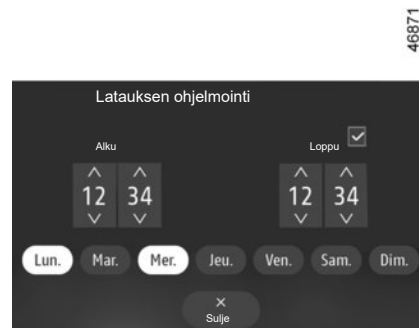 46871
Latauksen ohjelmointi
Alku Loppu
12 34 12 34
Lun. Mar. Mer. Jeu. Ven. Sam. Dim.
Sulje